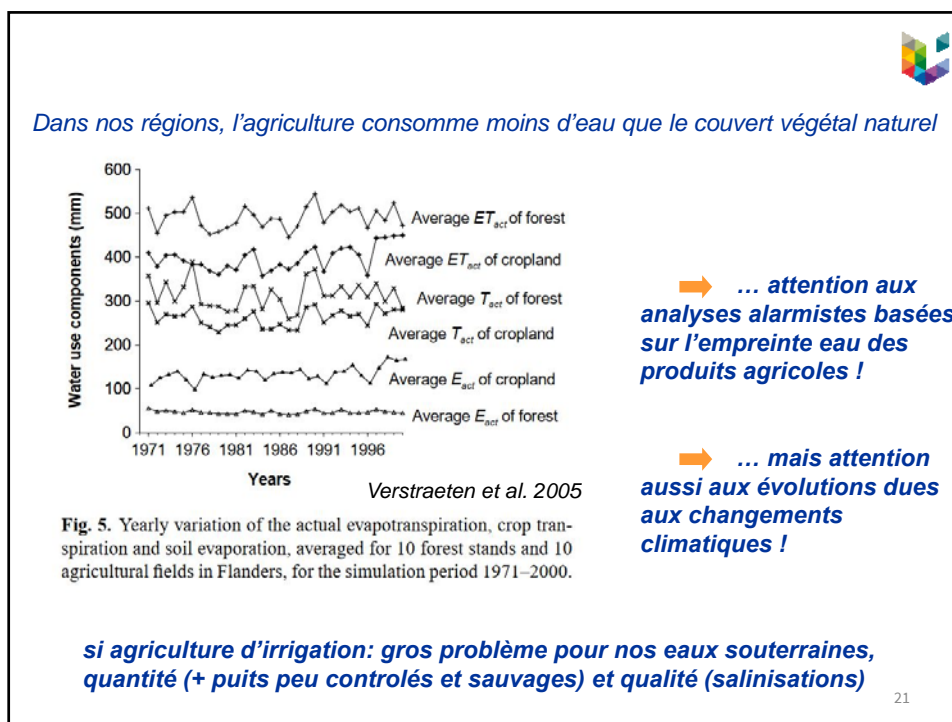 Dans nos régions, l'agriculture consomme moins d'eau que le couvert végétal naturel
Water use components (mm)
600
500
400
300
200
100
0
1971 1976 1981 1986 1991 1996
Years
Average ETact of forest
Average ETact of cropland
Average Tact of forest
Average Tact of cropland
Average Eact of cropland
Average Eact of forest
Verstraeten et al. 2005
Fig. 5. Yearly variation of the actual evapotranspiration, crop tran-
spiration and soil evaporation, averaged for 10 forest stands and 10
agricultural fields in Flanders, for the simulation period 1971–2000.
… attention aux
analyses alarmistes basées
sur l'empreinte eau des
produits agricoles !
… mais attention
aussi aux évolutions dues
aux changements
climatiques !
si agriculture d'irrigation: gros problème pour nos eaux souterraines,
quantité (+ puits peu controlés et sauvages) et qualité (salinisations)
21